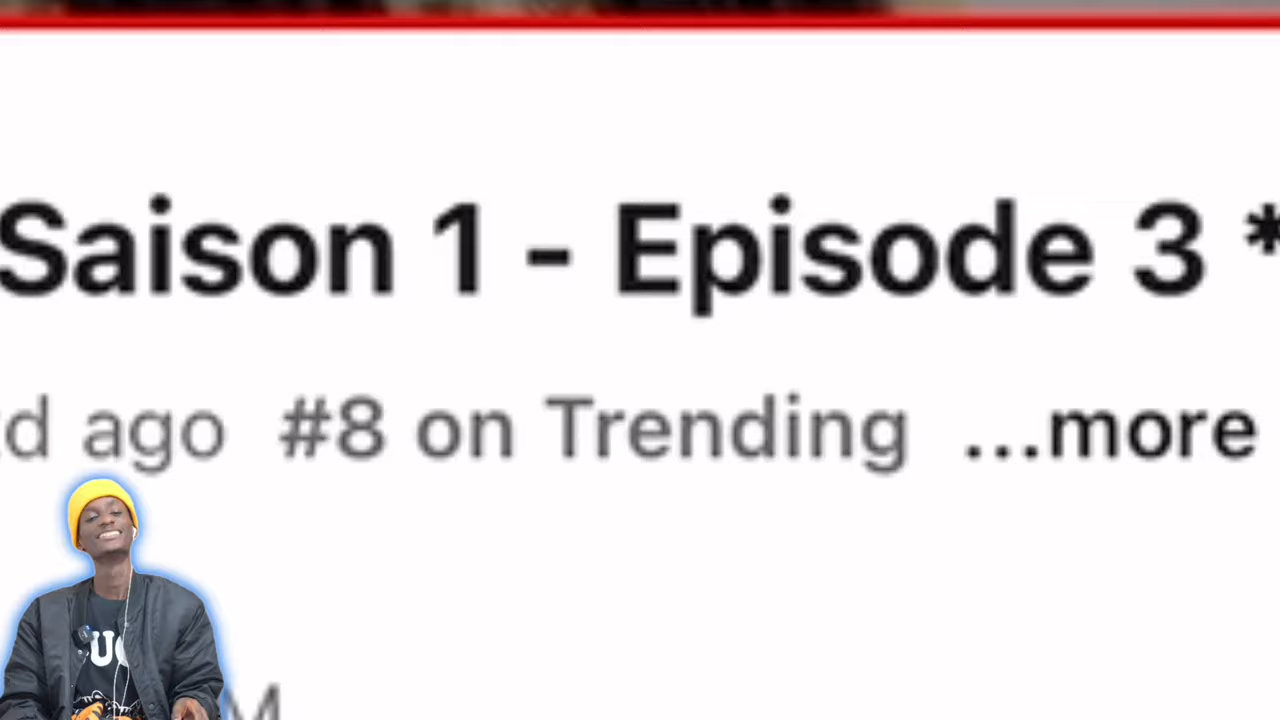 Saison 1 - Episode 3 *
d ago #8 on Trending ...more
M